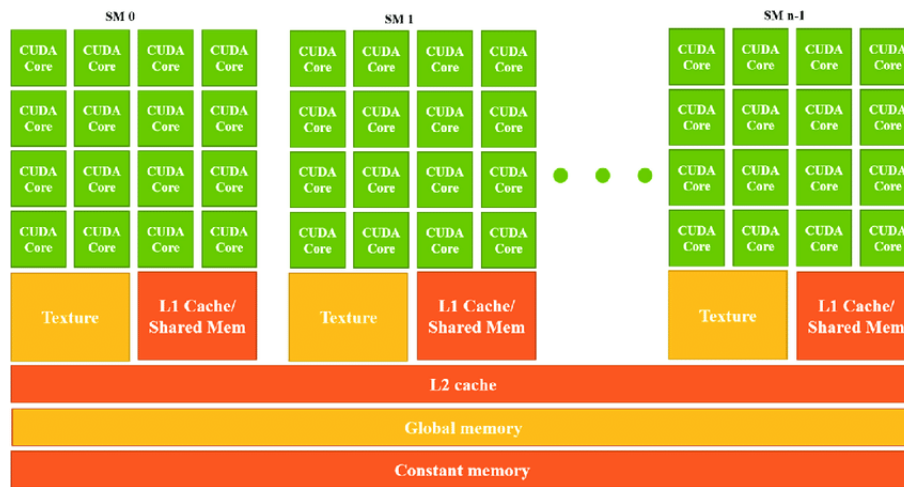 SM 0
SM 1
SM n-1
CUDA Core CUDA Core CUDA Core CUDA Core CUDA Core CUDA Core CUDA Core CUDA Core CUDA Core CUDA Core CUDA Core CUDA Core
CUDA Core CUDA Core CUDA Core CUDA Core CUDA Core CUDA Core CUDA Core CUDA Core CUDA Core CUDA Core CUDA Core CUDA Core
CUDA Core CUDA Core CUDA Core CUDA Core CUDA Core CUDA Core CUDA Core CUDA Core CUDA Core CUDA Core CUDA Core CUDA Core
CUDA Core CUDA Core CUDA Core CUDA Core CUDA Core CUDA Core CUDA Core CUDA Core CUDA Core CUDA Core CUDA Core CUDA Core
Texture
L1 Cache/
Shared Mem
Texture
L1 Cache/
Shared Mem
Texture
L1 Cache/
Shared Mem
L2 cache
Global memory
Constant memory